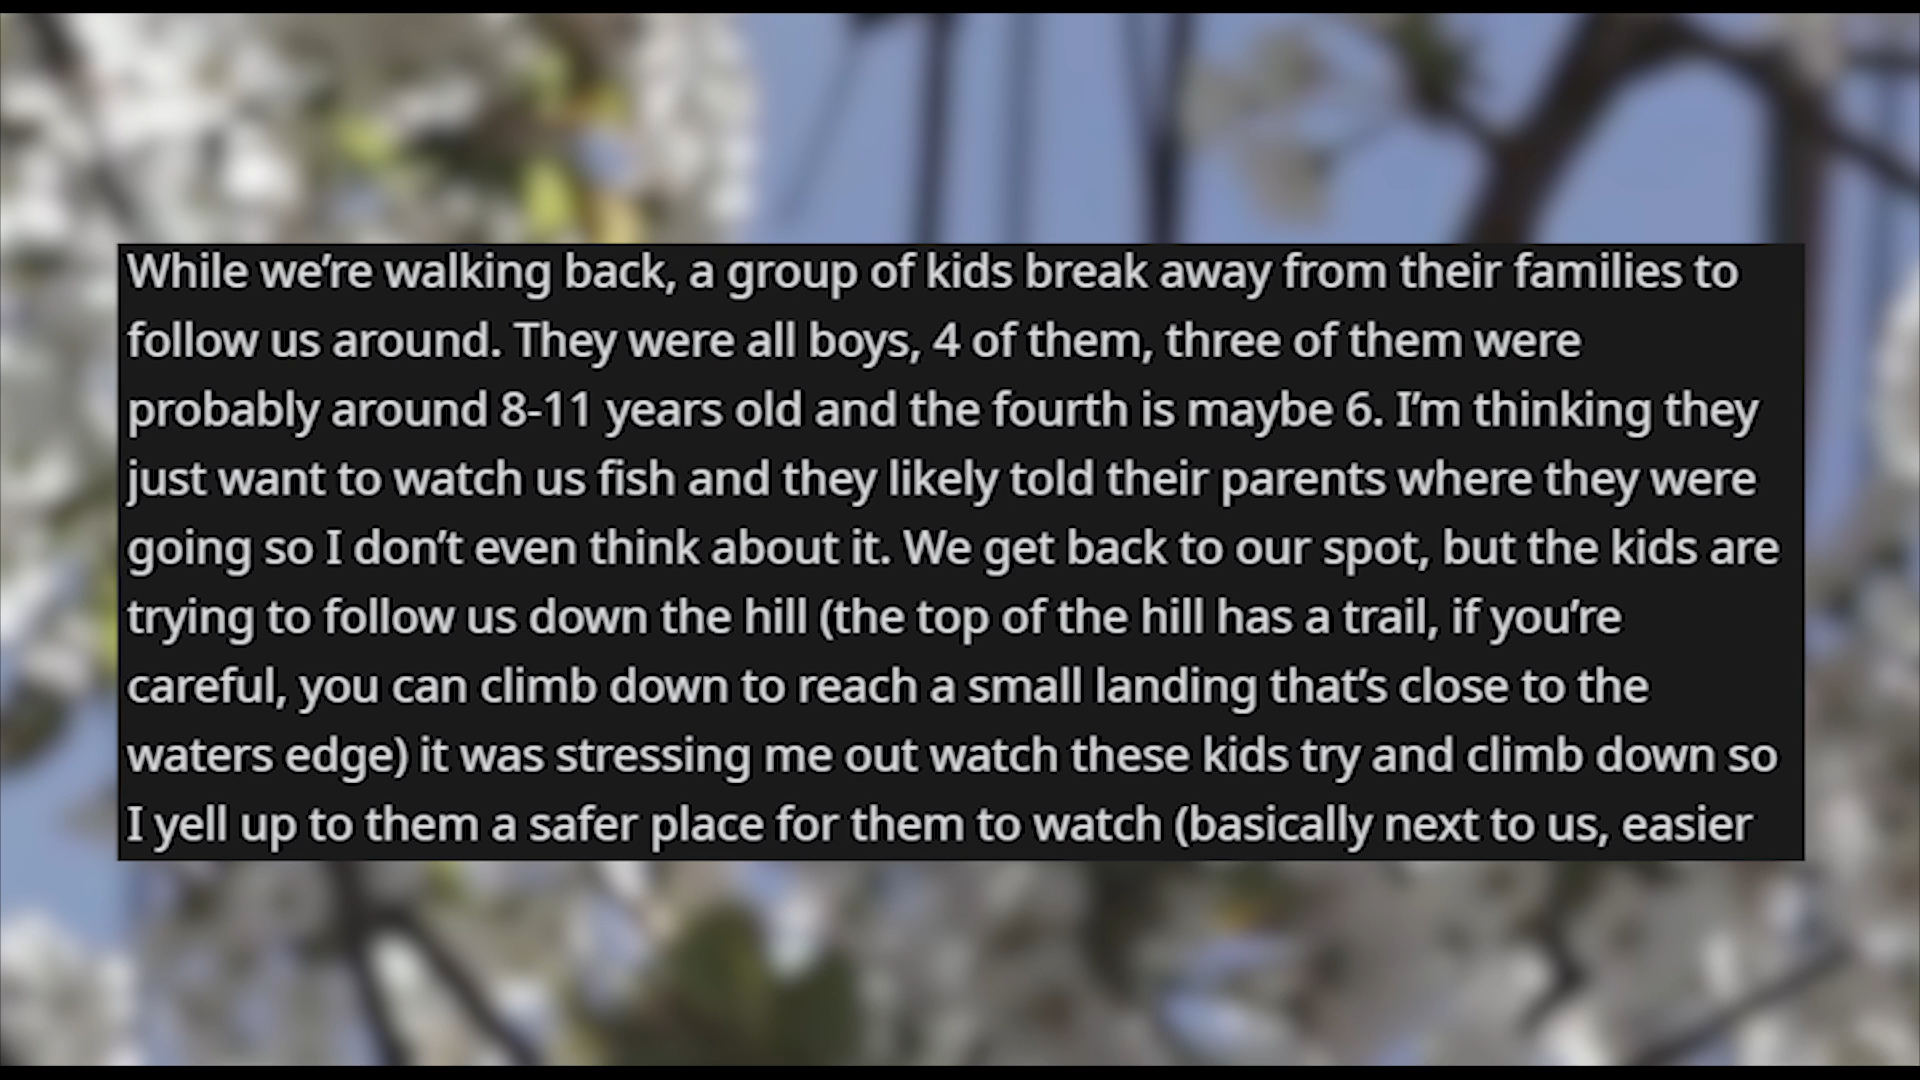 While we’re walking back, a group of kids break away from their families to
follow us around. They were all boys, 4 of them, three of them were
probably around 8-11 years old and the fourth is maybe 6. I’m thinking they
just want to watch us fish and they likely told their parents where they were
going so I don’t even think about it. We get back to our spot, but the kids are
trying to follow us down the hill (the top of the hill has a trail, if you’re
careful, you can climb down to reach a small landing that’s close to the
waters edge) it was stressing me out watch these kids try and climb down so
I yell up to them a safer place for them to watch (basically next to us, easier